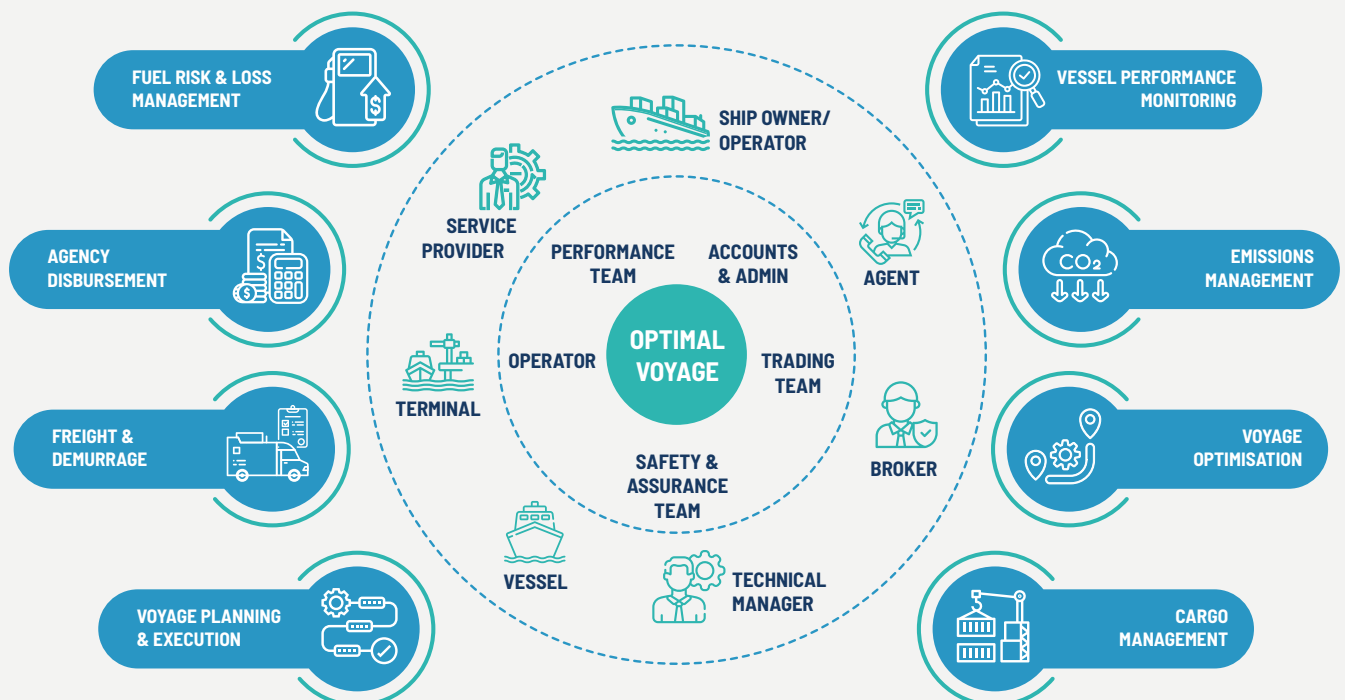 FUEL RISK & LOSS
MANAGEMENT
$
AGENCY
DISBURSEMENT
$
$
FREIGHT &
DEMURRAGE
VOYAGE PLANNING
& EXECUTION
SHIP OWNER/
OPERATOR
SERVICE
PROVIDER
AGENT
TERMINAL
BROKER
VESSEL
TECHNICAL
MANAGER
PERFORMANCE
TEAM
ACCOUNTS
& ADMIN
OPERATOR
TRADING
TEAM
SAFETY &
ASSURANCE
TEAM
OPTIMAL
VOYAGE
VESSEL PERFORMANCE
MONITORING
CO₂
EMISSIONS
MANAGEMENT
VOYAGE
OPTIMISATION
CARGO
MANAGEMENT